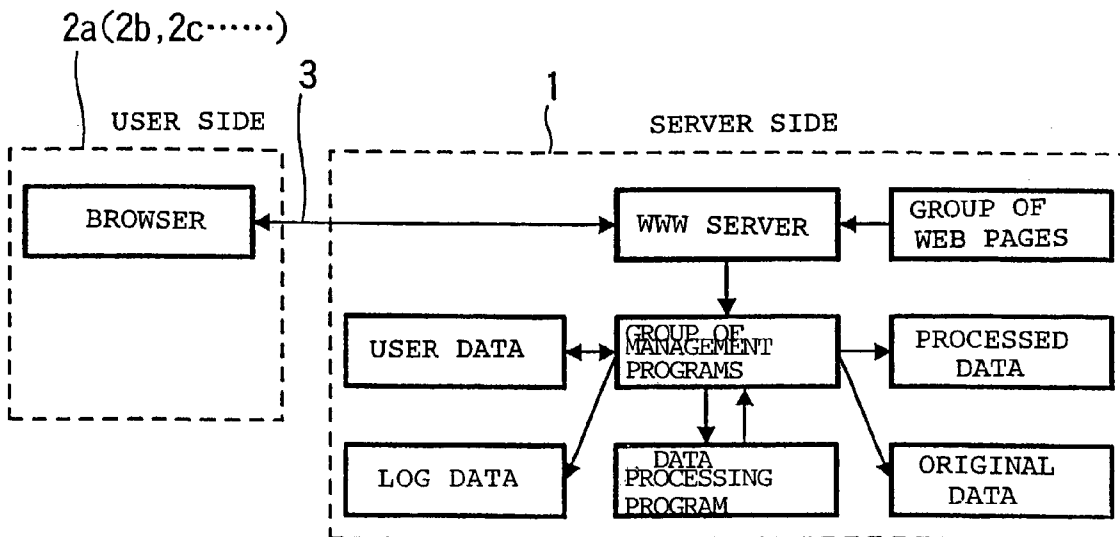 2a(2b,2c······)
3
1
USER SIDE
SERVER SIDE
BROWSER
WWW SERVER
GROUP OF
WEB PAGES
USER DATA
GROUP OF
MANAGEMENT
PROGRAMS
PROCESSED
DATA
LOG DATA
DATA
PROCESSING
PROGRAM
ORIGINAL
DATA